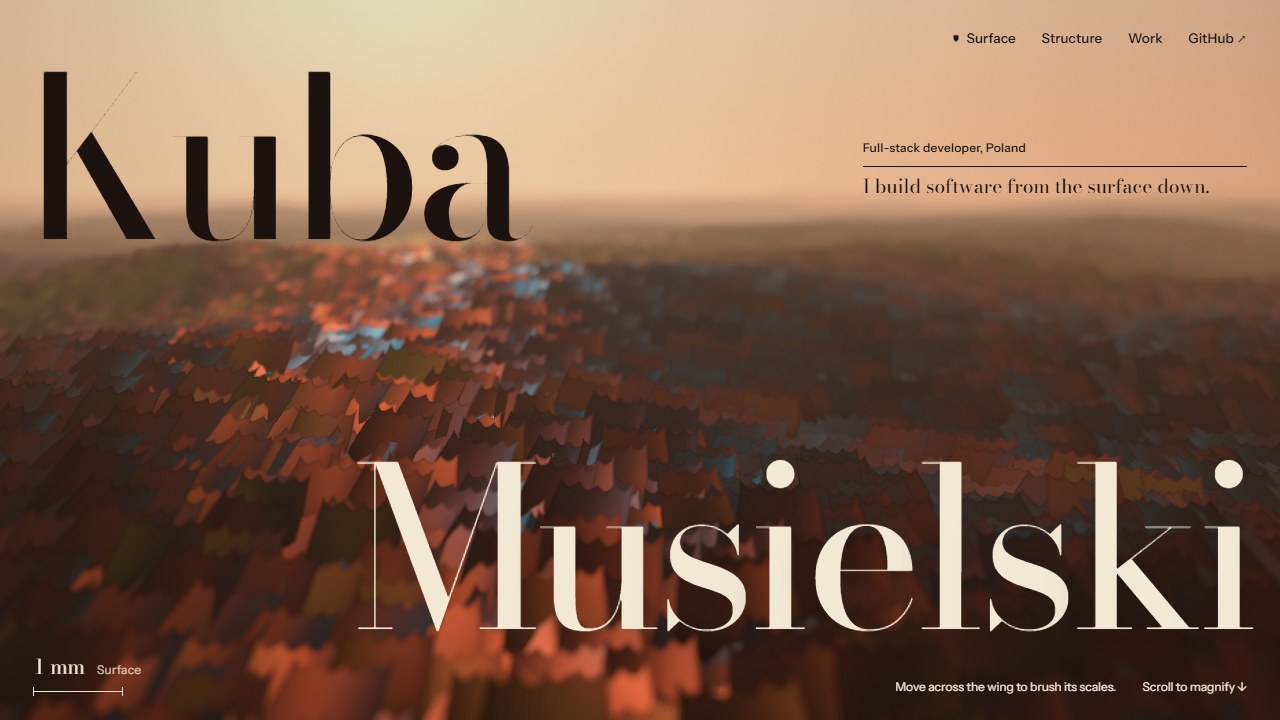 Surface Structure Work GitHub ↗
Kuba
Full-stack developer, Poland
I build software from the surface down.
Musielski
1 mm Surface
Move across the wing to brush its scales. Scroll to magnify ↓